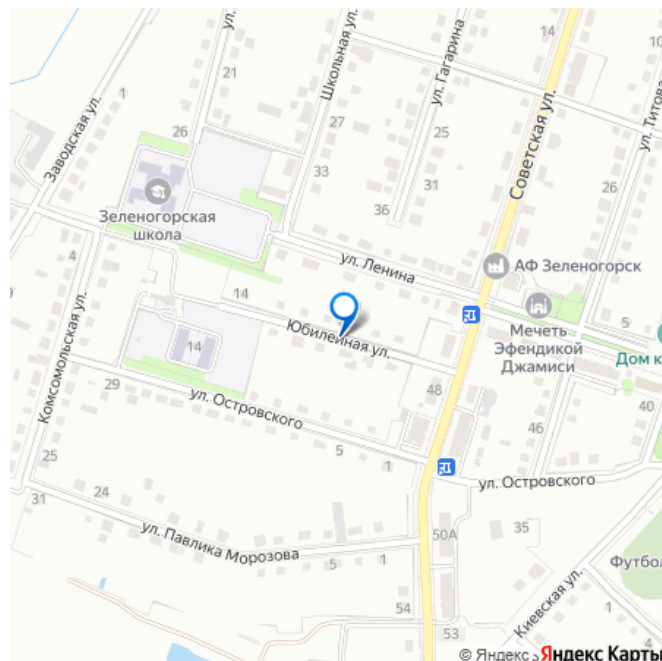 ул.
14
10
Школьная ул.
ул. Гагарина
Советская ул.
ул. Титова
21
1
Заводская ул.
26
27
25
33
31
26
36
Зеленогорская
школа
ул. Ленина
АФ Зеленогорск
Мечеть
Эфендикой
Джамиси
5
Дом к
14
Юбилейная ул.
14
Комсомольская ул.
29
48
40
ул. Островского
46
25
5
1
31
24
ул. Островского
ул. Павлика Морозова
50А
35
5
1
Футбол
Киевская ул.
54
4
53
1
© Яндекс
Яндекс Карты